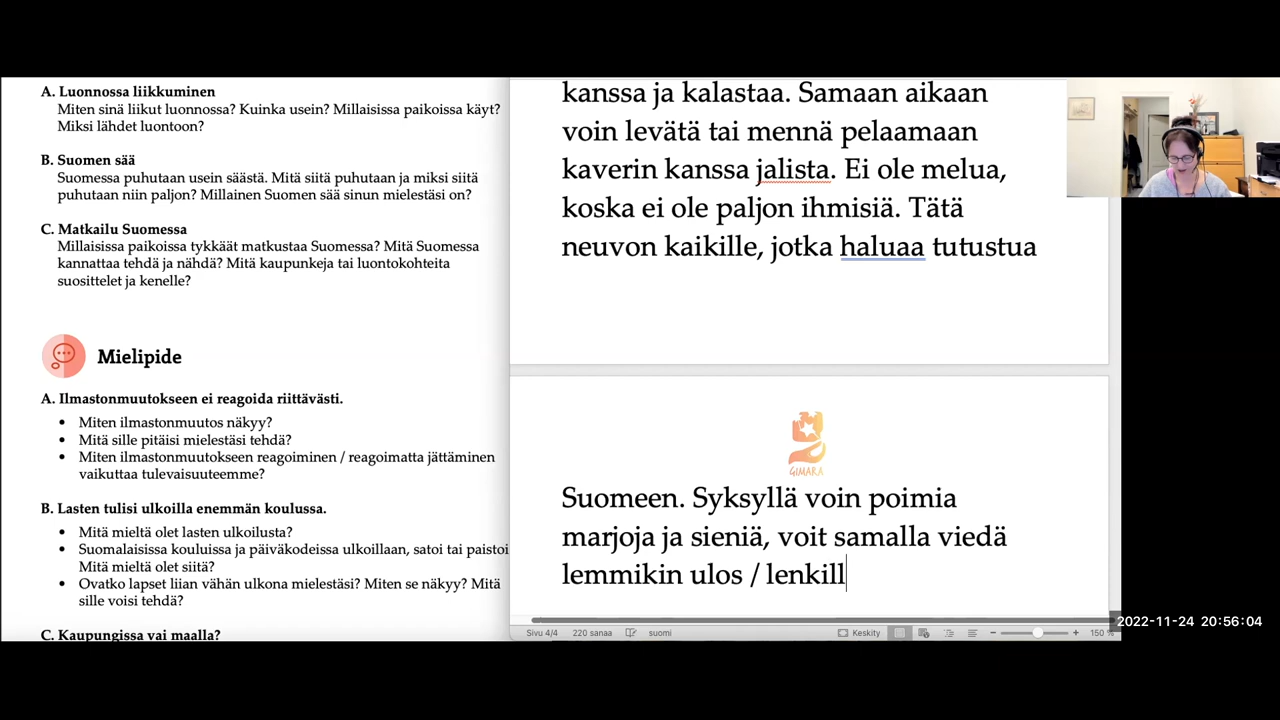 A. Luonnossa liikkuminen
Miten sinä liikut luonnossa? Kuinka usein? Millaisissa paikoissa käyt?
Miksi lähdet luontoon?
B. Suomen sää
Suomessa puhutaan usein säästä. Mitä siitä puhutaan ja miksi siitä
puhutaan niin paljon? Millainen Suomen sää sinun mielestäsi on?
C. Matkailu Suomessa
Millaisissa paikoissa tykkäät matkustaa Suomessa? Mitä Suomessa
kannattaa tehdä ja nähdä? Mitä kaupunkeja tai luontokohteita
suosittelet ja kenelle?
Mielipide
A. Ilmastonmuutokseen ei reagoida riittävästi.
• Miten ilmastonmuutos näkyy?
• Mitä sille pitäisi mielestäsi tehdä?
• Miten ilmastonmuutokseen reagoiminen / reagoimatta jättäminen
vaikuttaa tulevaisuuteemme?
B. Lasten tulisi ulkoilla enemmän koulussa.
• Mitä mieltä olet lasten ulkoilusta?
• Suomalaisissa kouluissa ja päiväkodeissa ulkoillaan, satoi tai paistoi
Mitä mieltä olet siitä?
• Ovatko lapset liian vähän ulkona mielestäsi? Miten se näkyy? Mitä
sille voisi tehdä?
C. Kaupungissa vai maalla?
kanssa ja kalastaa. Samaan aikaan
voin levätä tai mennä pelaamaan
kaverin kanssa jalista. Ei ole melua,
koska ei ole paljon ihmisiä. Tätä
neuvon kaikille, jotka haluaa tutustua
GIMARA
Suomeen. Syksyllä voin poimia
marjoja ja sieniä, voit samalla viedä
lemmikin ulos / lenkill
Sivu 4/4 220 sanaa suomi Keskity 150 %
2022-11-24 20:56:04